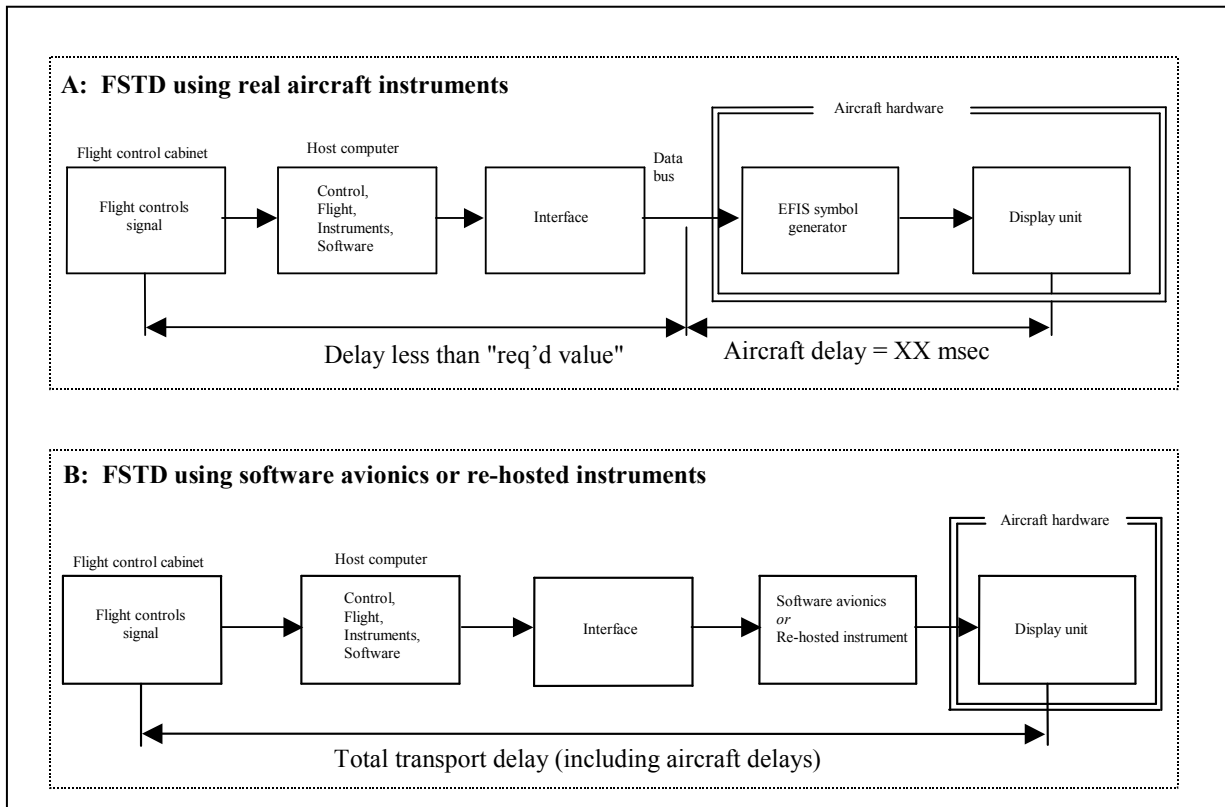 A: FSTD using real aircraft instruments
Aircraft hardware
Flight control cabinet
Host computer
Data
bus
Flight controls
signal
Control,
Flight,
Instruments,
Software
Interface
EFIS symbol
generator
Display unit
Delay less than "req’d value"
Aircraft delay = XX msec
B: FSTD using software avionics or re-hosted instruments
Aircraft hardware
Flight control cabinet
Host computer
Flight controls
signal
Control,
Flight,
Instruments,
Software
Interface
Software avionics
or
Re-hosted instrument
Display unit
Total transport delay (including aircraft delays)